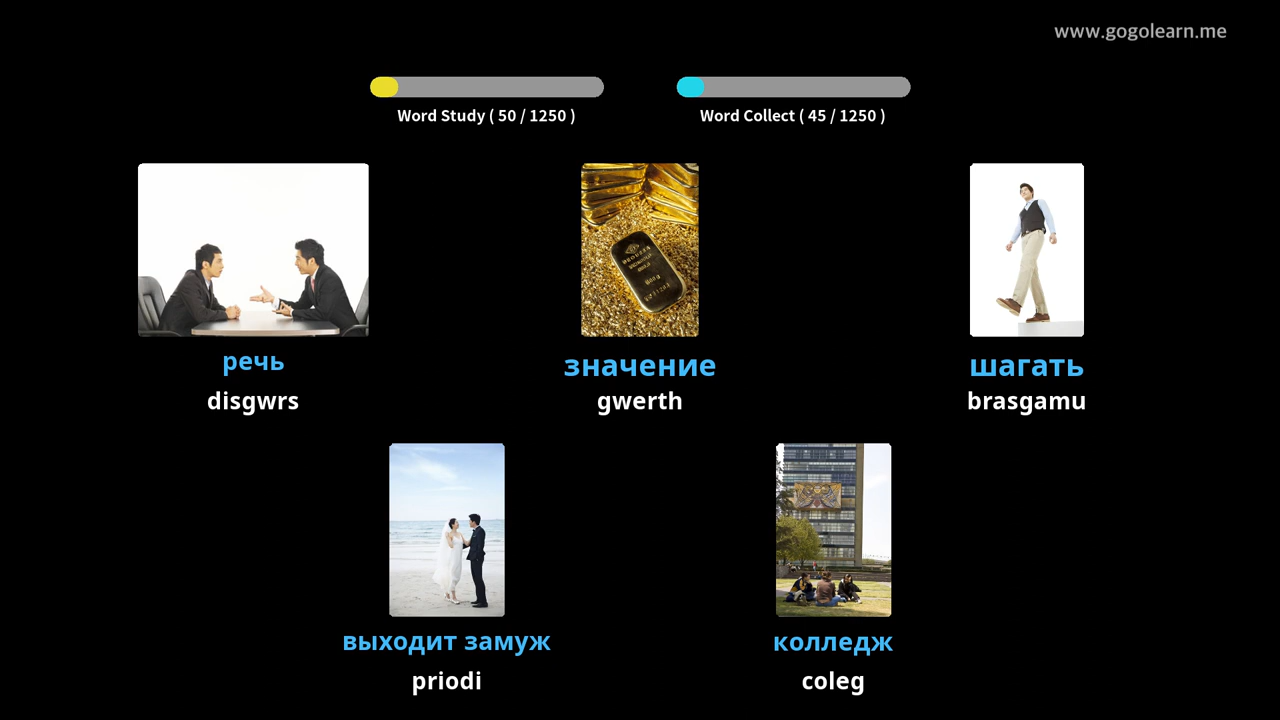 www.gogolearn.me
Word Study ( 50 / 1250 )
Word Collect ( 45 / 1250 )
речь
disgwrs
значение
gwerth
шагать
brasgamu
выходит замуж
priodi
колледж
coleg